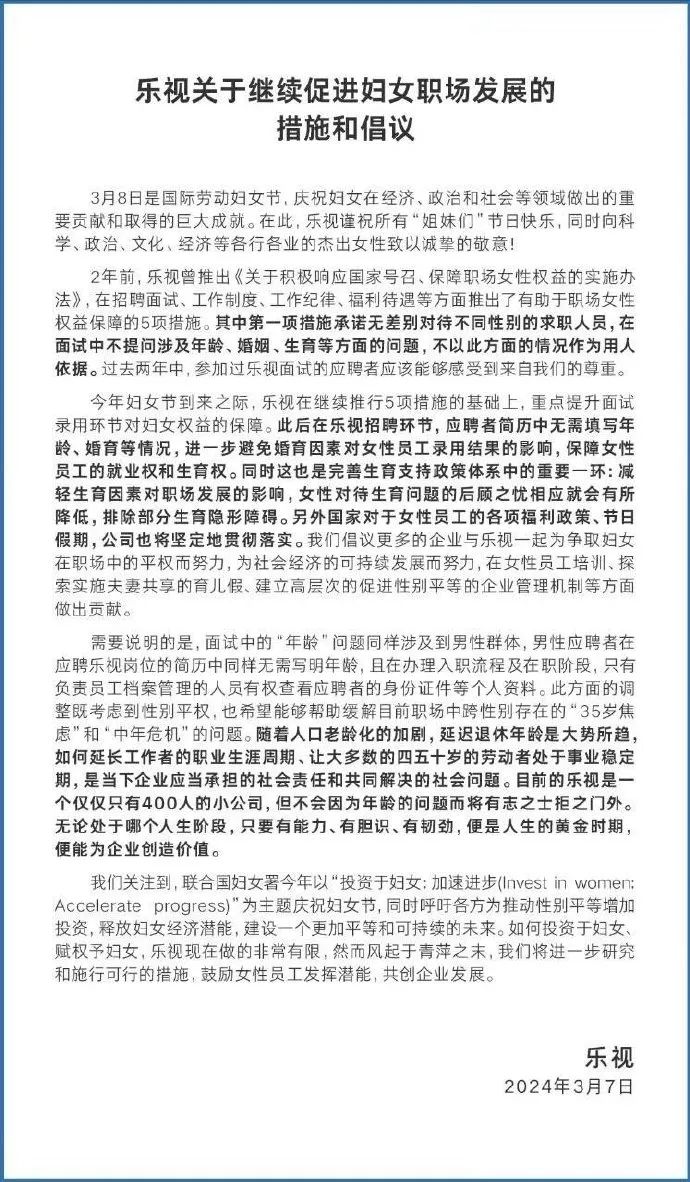 乐视关于继续促进妇女职场发展的
措施和倡议
3月8日是国际劳动妇女节，庆祝妇女在经济、政治和社会等领域做出的重
要贡献和取得的巨大成就。在此，乐视谨祝所有“姐妹们”节日快乐，同时向科
学、政治、文化、经济等各行各业的杰出女性致以诚挚的敬意！
2年前，乐视曾推出《关于积极响应国家号召、保障职场女性权益的实施办
法》，在招聘面试、工作制度、工作纪律、福利待遇等方面推出了有助于职场女性
权益保障的5项措施。其中第一项措施承诺无差别对待不同性别的求职人员，在
面试中不提问涉及年龄、婚姻、生育等方面的问题，不以此方面的情况作为用人
依据。过去两年中，参加过乐视面试的应聘者应该能够感受到来自我们的尊重。
今年妇女节到来之际，乐视在继续推行5项措施的基础上，重点提升面试
录用环节对妇女权益的保障。此后在乐视招聘环节，应聘者简历中无需填写年
龄、婚育等情况，进一步避免婚育因素对女性员工录用结果的影响，保障女性
员工的就业权和生育权。同时这也是完善生育支持政策体系中的重要一环：减
轻生育因素对职场发展的影响，女性对待生育问题的后顾之忧相应就会有所
降低，排除部分生育隐形障碍。另外国家对于女性员工的各项福利政策、节日
假期，公司也将坚定地贯彻落实。我们倡议更多的企业与乐视一起为争取妇女
在职场中的平权而努力，为社会经济的可持续发展而努力，在女性员工培训、探
索实施夫妻共享的育儿假、建立高层次的促进性别平等的企业管理机制等方面
做出贡献。
需要说明的是，面试中的“年龄”问题同样涉及到男性群体，男性应聘者在
应聘乐视岗位的简历中同样无需写明年龄，且在办理入职流程及在职阶段，只有
负责员工档案管理的人员有权查看应聘者的身份证件等个人资料。此方面的调
整既考虑到性别平权，也希望能够帮助缓解目前职场中跨性别存在的“35岁焦
虑”和“中年危机”的问题。随着人口老龄化的加剧，延迟退休年龄是大势所趋，
如何延长工作者的职业生涯周期、让大多数的四五十岁的劳动者处于事业稳定
期，是当下企业应当承担的社会责任和共同解决的社会问题。目前的乐视是一
个仅仅只有400人的小公司，但不会因为年龄的问题而将有志之士拒之门外。
无论处于哪个人生阶段，只要有能力、有胆识、有韧劲，便是人生的黄金时期，
便能为企业创造价值。
我们关注到，联合国妇女署今年以“投资于妇女：加速进步(Invest in women:
Accelerate progress)”为主题庆祝妇女节，同时呼吁各方为推动性别平等增加
投资，释放妇女经济潜能，建设一个更加平等和可持续的未来。如何投资于妇女、
赋权予妇女，乐视现在做的非常有限，然而风起于青萍之末，我们将进一步研究
和施行可行的措施，鼓励女性员工发挥潜能，共创企业发展。
乐视
2024年3月7日